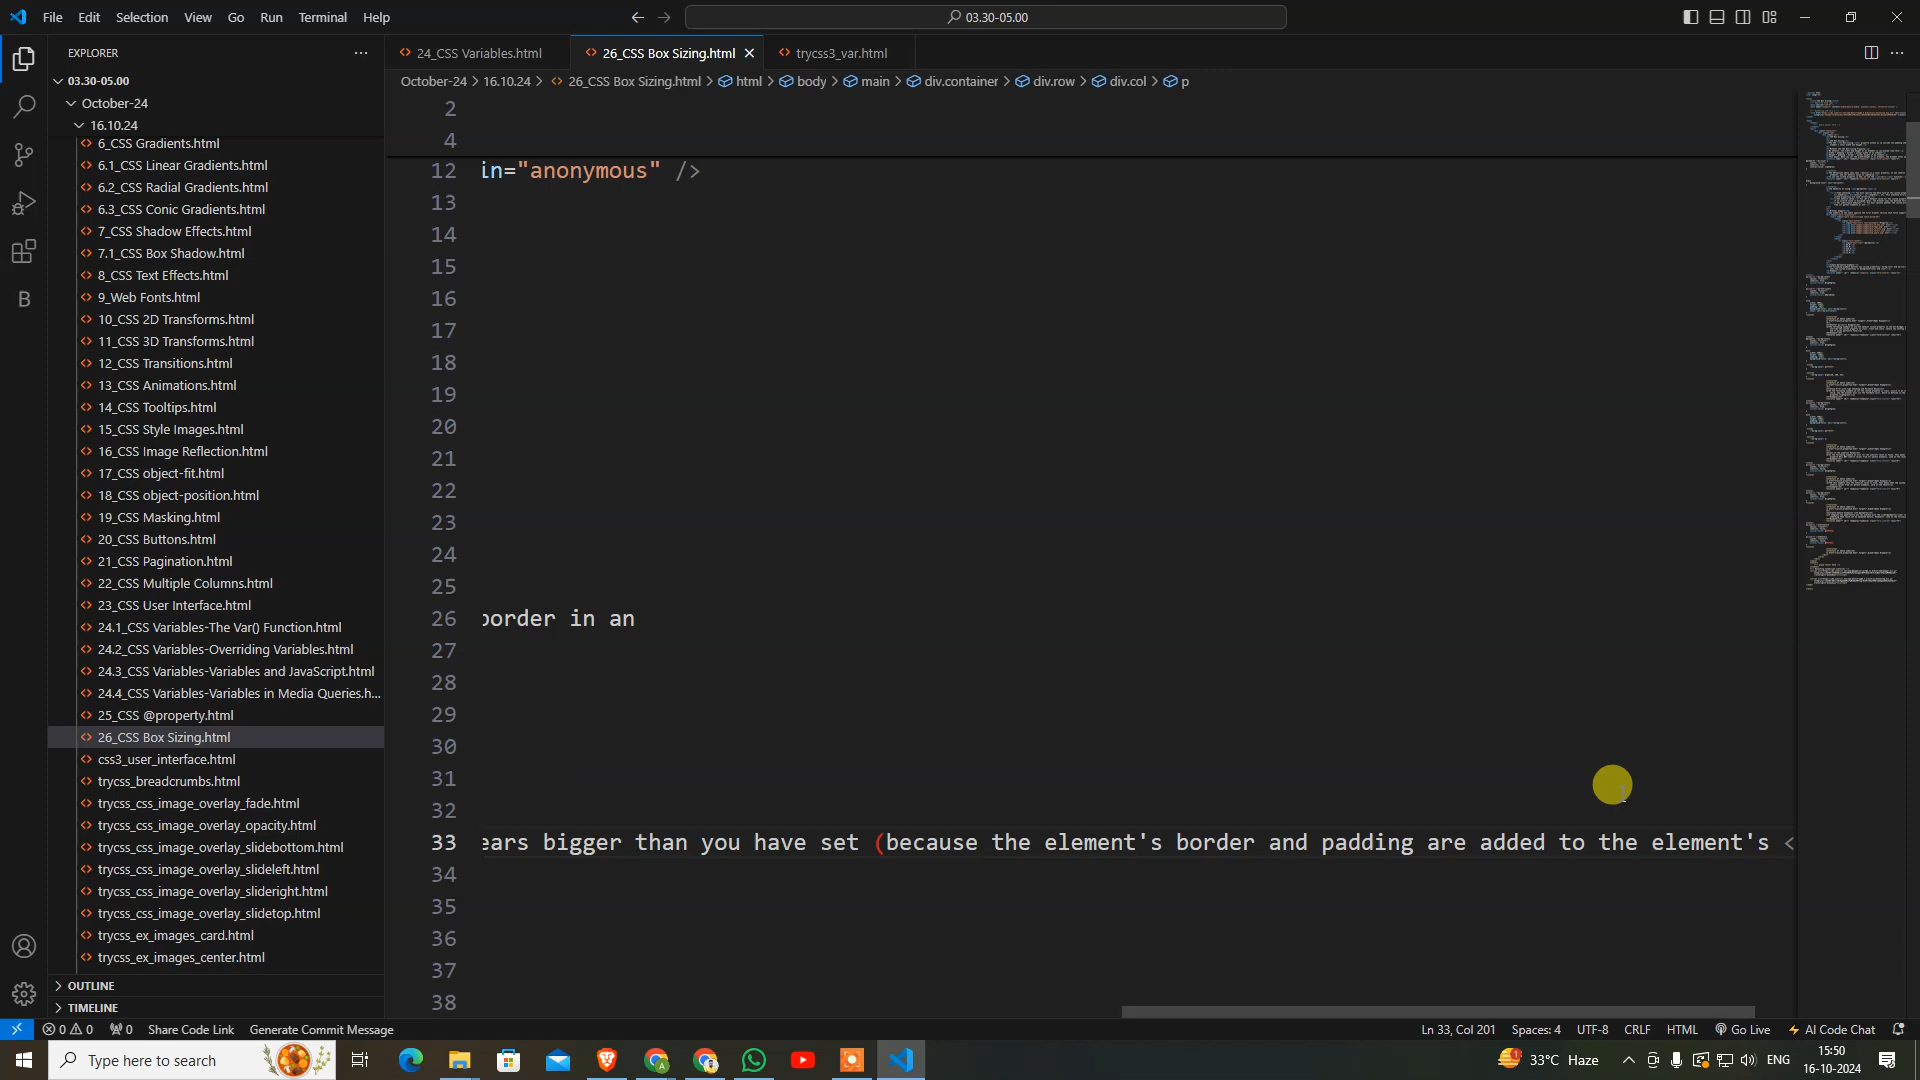 File Edit Selection View Go Run Terminal Help
03.30-05.00
EXPLORER
24_CSS Variables.html
26_CSS Box Sizing.html
trycss3_var.html
October-24 > 16.10.24 > 26_CSS Box Sizing.html > html > body > main > div.container > div.row > div.col > p
03.30-05.00
October-24
16.10.24
6_CSS Gradients.html
6.1_CSS Linear Gradients.html
6.2_CSS Radial Gradients.html
6.3_CSS Conic Gradients.html
7_CSS Shadow Effects.html
7.1_CSS Box Shadow.html
8_CSS Text Effects.html
9_Web Fonts.html
10_CSS 2D Transforms.html
11_CSS 3D Transforms.html
12_CSS Transitions.html
13_CSS Animations.html
14_CSS Tooltips.html
15_CSS Style Images.html
16_CSS Image Reflection.html
17_CSS object-fit.html
18_CSS object-position.html
19_CSS Masking.html
20_CSS Buttons.html
21_CSS Pagination.html
22_CSS Multiple Columns.html
23_CSS User Interface.html
24.1_CSS Variables-The Var() Function.html
24.2_CSS Variables-Overriding Variables.html
24.3_CSS Variables-Variables and JavaScript.html
24.4_CSS Variables-Variables in Media Queries.h...
25_CSS @property.html
26_CSS Box Sizing.html
css3_user_interface.html
trycss_breadcrumbs.html
trycss_css_image_overlay_fade.html
trycss_css_image_overlay_opacity.html
trycss_css_image_overlay_slidebottom.html
trycss_css_image_overlay_slideleft.html
trycss_css_image_overlay_slideright.html
trycss_css_image_overlay_slidetop.html
trycss_ex_images_card.html
trycss_ex_images_center.html
OUTLINE
TIMELINE
2
4
12 in="anonymous" />
13
14
15
16
17
18
19
20
21
22
23
24
25
26 border in an
27
28
29
30
31
32
33 ears bigger than you have set (because the element's border and padding are added to the element's <
34
35
36
37
38
0 0 0 Share Code Link Generate Commit Message
Ln 33, Col 201 Spaces: 4 UTF-8 CRLF HTML Go Live AI Code Chat
Type here to search
33°C Haze
ENG
15:50
16-10-2024